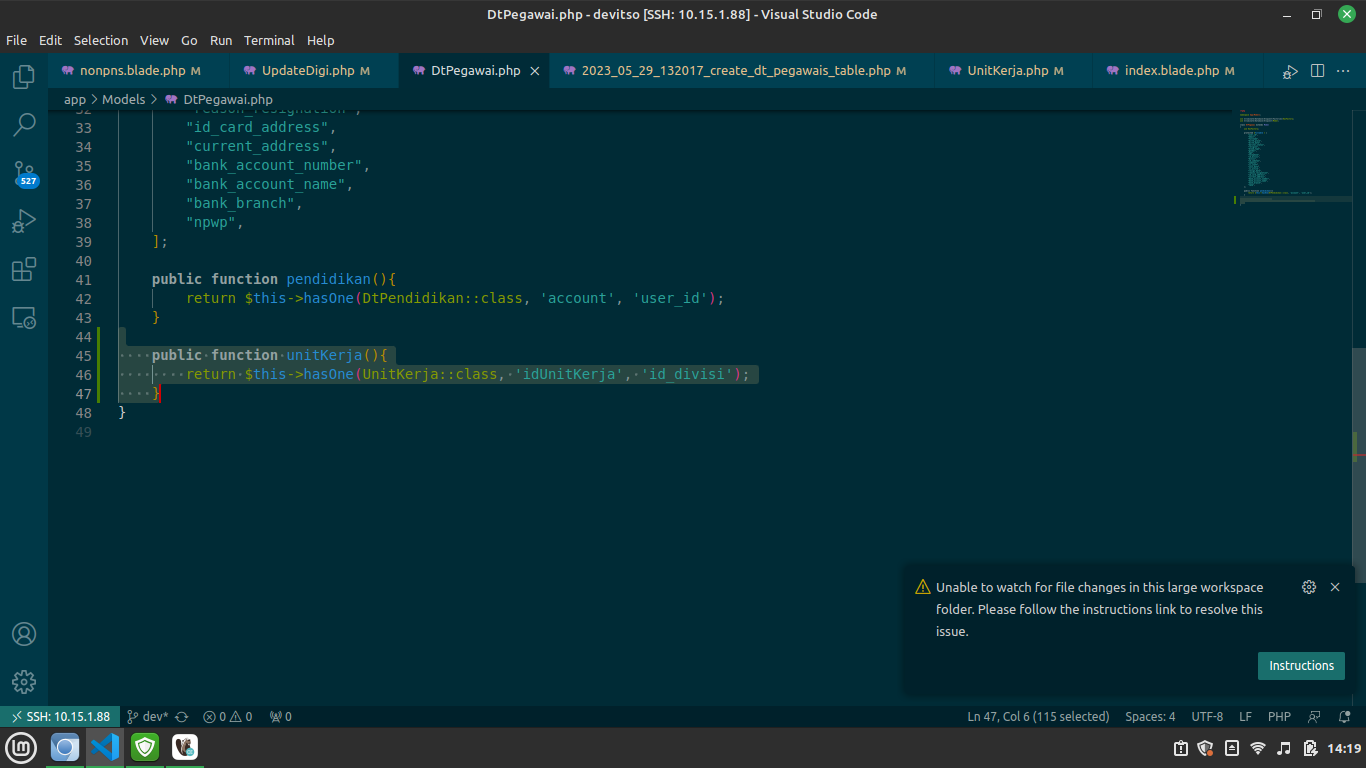 DtPegawai.php - devitso [SSH: 10.15.1.88] - Visual Studio Code
File Edit Selection View Go Run Terminal Help
nonpns.blade.php M UpdateDigi.php M DtPegawai.php 2023_05_29_132017_create_dt_pegawais_table.php M UnitKerja.php M index.blade.php M
app > Models > DtPegawai.php
32 "reason_resignation",
33 "id_card_address",
34 "current_address",
35 "bank_account_number",
36 "bank_account_name",
37 "bank_branch",
38 "npwp",
39 ];
40
41 public function pendidikan(){
42 return $this->hasOne(DtPendidikan::class, 'account', 'user_id');
43 }
44
45 public function unitKerja(){
46 return $this->hasOne(UnitKerja::class, 'idUnitKerja', 'id_divisi');
47 }
48 }
49
527
Unable to watch for file changes in this large workspace
folder. Please follow the instructions link to resolve this
issue.
Instructions
SSH: 10.15.1.88 dev* 0 0 0 Ln 47, Col 6 (115 selected) Spaces: 4 UTF-8 LF PHP
14:19